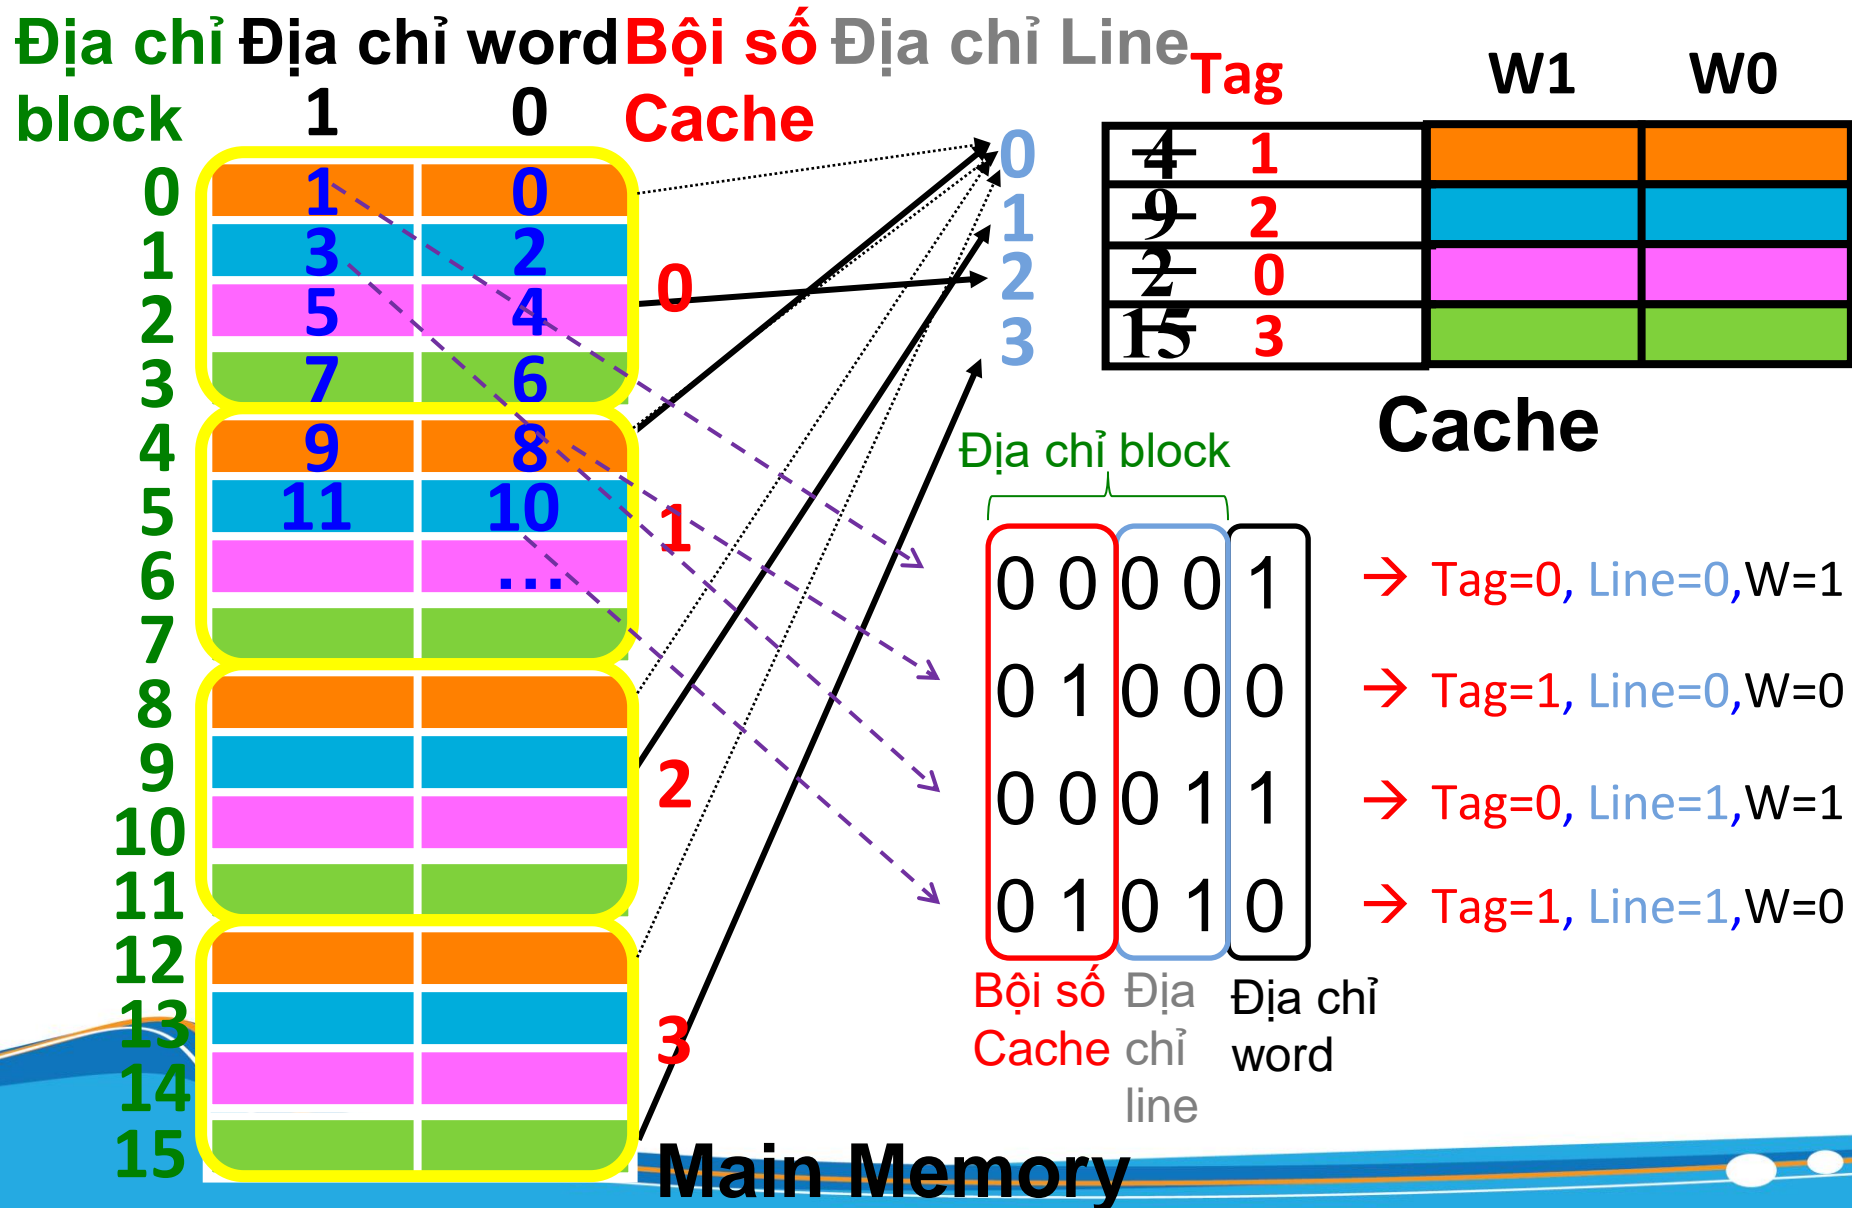 Địa chỉ Địa chỉ word Bội số Địa chỉ Line
block 1 0 Cache
Tag W1 W0
0 1 0
1 3 2
2 5 4
3 7 6
0
4 9 8
5 11 10
6 ...
7
1
8
9
10
11
2
12
13
14
15
3
Main Memory
0 4 1
1 9 2
2 2 0
3 15 3
Cache
Địa chỉ block
0 0 0 0 1 → Tag=0, Line=0,W=1
0 1 0 0 0 → Tag=1, Line=0,W=0
0 0 0 1 1 → Tag=0, Line=1,W=1
0 1 0 1 0 → Tag=1, Line=1,W=0
Bội số Địa Địa chỉ
Cache chỉ word
line